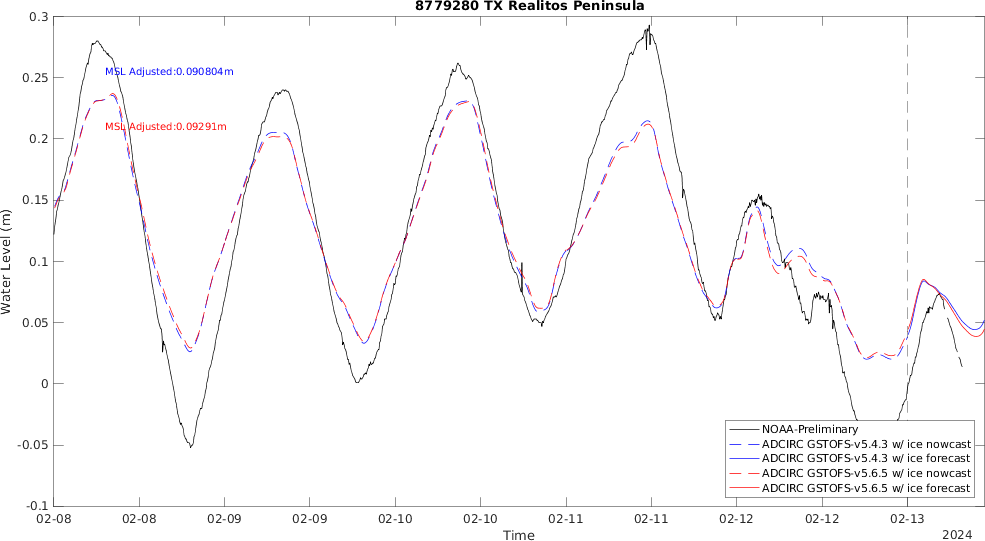 8779280 TX Realitos Peninsula
0.3
0.25
0.2
0.15
0.1
0.05
0
-0.05
-0.1
Water Level (m)
MSL Adjusted:0.090804m
MSL Adjusted:0.09291m
NOAA-Preliminary
ADCIRC GSTOFS-v5.4.3 w/ ice nowcast
ADCIRC GSTOFS-v5.4.3 w/ ice forecast
ADCIRC GSTOFS-v5.6.5 w/ ice nowcast
ADCIRC GSTOFS-v5.6.5 w/ ice forecast
02-08 02-08 02-09 02-09 02-10 02-10 02-11 02-11 02-12 02-12 02-13
Time
2024